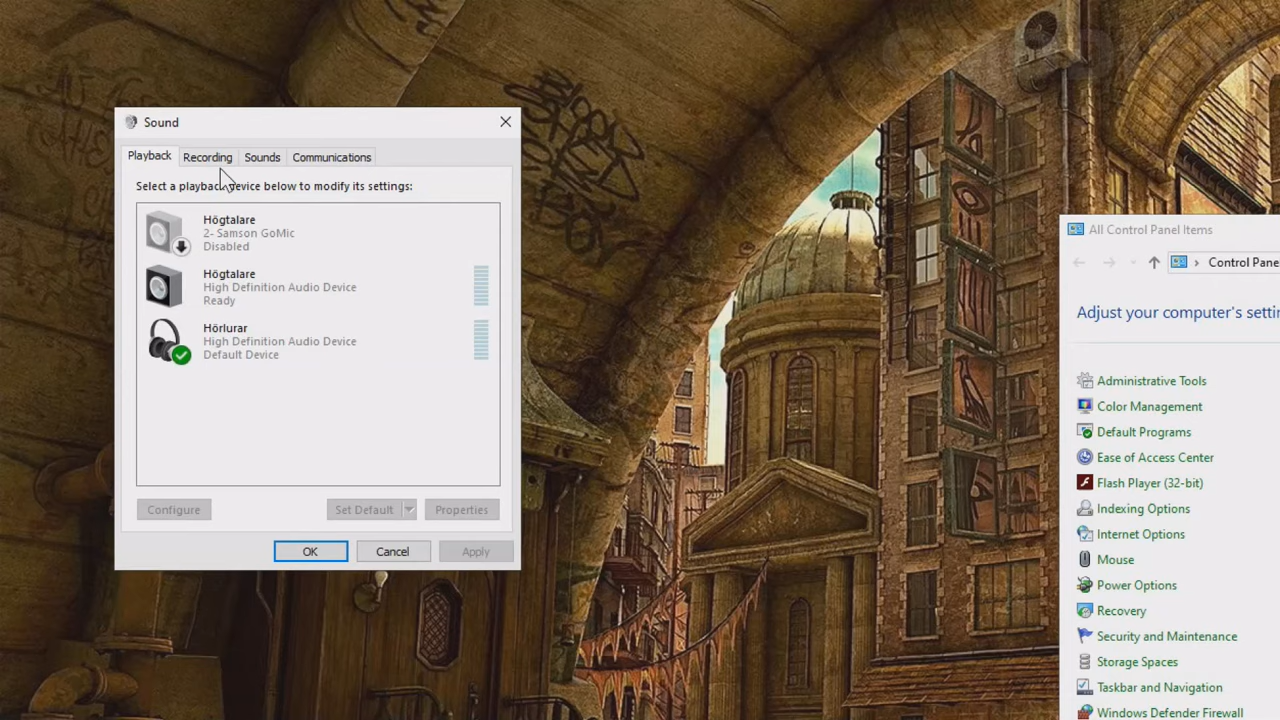 Sound
Playback
Recording
Sounds
Communications
Select a playback device below to modify its settings:
Högtalare
2- Samson GoMic
Disabled
Högtalare
High Definition Audio Device
Ready
Hörlurar
High Definition Audio Device
Default Device
Configure
Set Default
Properties
OK
Cancel
Apply
All Control Panel Items
Control Pane
Adjust your computer's setti
Administrative Tools
Color Management
Default Programs
Ease of Access Center
Flash Player (32-bit)
Indexing Options
Internet Options
Mouse
Power Options
Recovery
Security and Maintenance
Storage Spaces
Taskbar and Navigation
Windows Defender Firewall